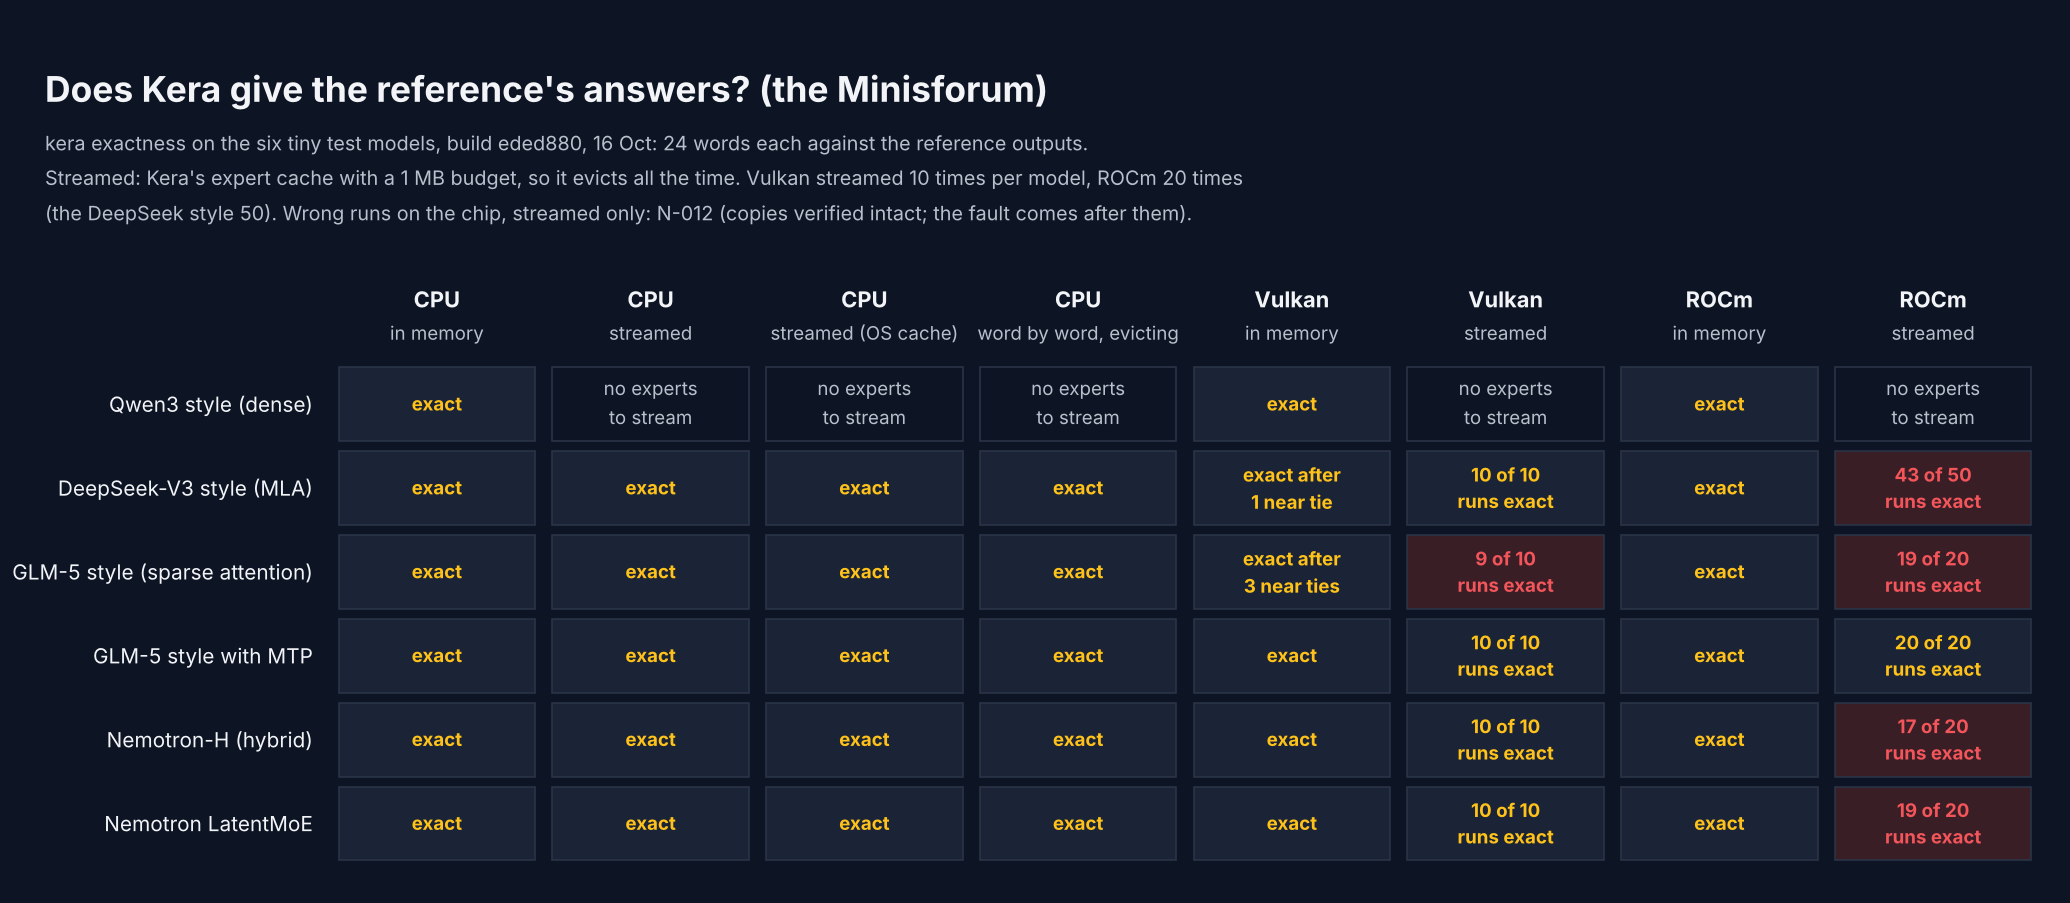 Does Kera give the reference's answers? (the Minisforum)
kera exactness on the six tiny test models, build eded880, 16 Oct: 24 words each against the reference outputs.
Streamed: Kera's expert cache with a 1 MB budget, so it evicts all the time. Vulkan streamed 10 times per model, ROCm 20 times
(the DeepSeek style 50). Wrong runs on the chip, streamed only: N-012 (copies verified intact; the fault comes after them).
CPU CPU CPU CPU Vulkan Vulkan ROCm ROCm
in memory streamed streamed (OS cache) word by word, evicting in memory streamed in memory streamed
Qwen3 style (dense) exact no experts to stream no experts to stream no experts to stream exact no experts to stream exact no experts to stream
DeepSeek-V3 style (MLA) exact exact exact exact exact after 1 near tie 10 of 10 runs exact exact 43 of 50 runs exact
GLM-5 style (sparse attention) exact exact exact exact exact after 3 near ties 9 of 10 runs exact exact 19 of 20 runs exact
GLM-5 style with MTP exact exact exact exact exact 10 of 10 runs exact exact 20 of 20 runs exact
Nemotron-H (hybrid) exact exact exact exact exact 10 of 10 runs exact exact 17 of 20 runs exact
Nemotron LatentMoE exact exact exact exact exact 10 of 10 runs exact exact 19 of 20 runs exact